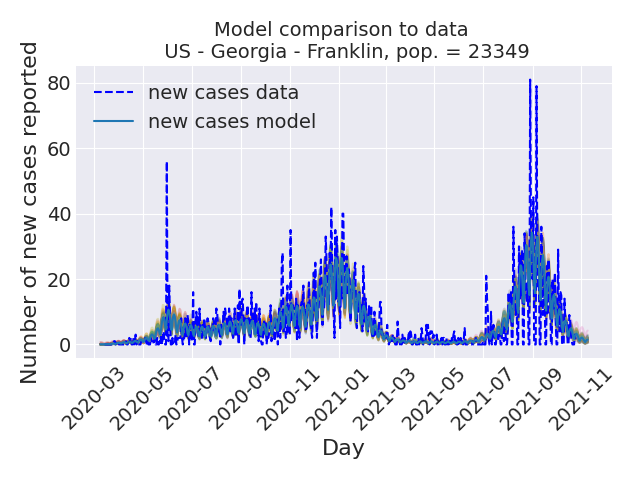 Model comparison to data
US - Georgia - Franklin, pop. = 23349
Number of new cases reported
80
60
40
20
0
new cases data
new cases model
2020-03
2020-05
2020-07
2020-09
2020-11
2021-01
2021-03
2021-05
2021-07
2021-09
2021-11
Day